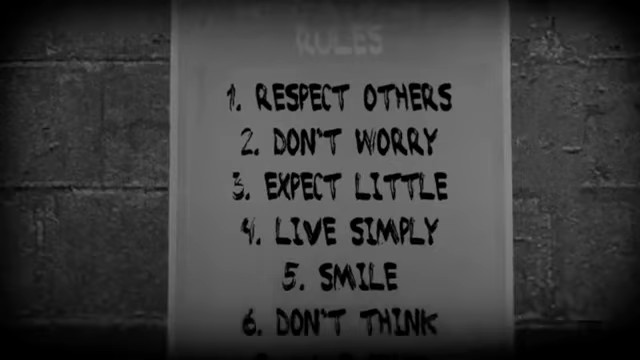 RULES
1. RESPECT OTHERS
2. DON'T WORRY
3. EXPECT LITTLE
4. LIVE SIMPLY
5. SMILE
6. DON'T THINK